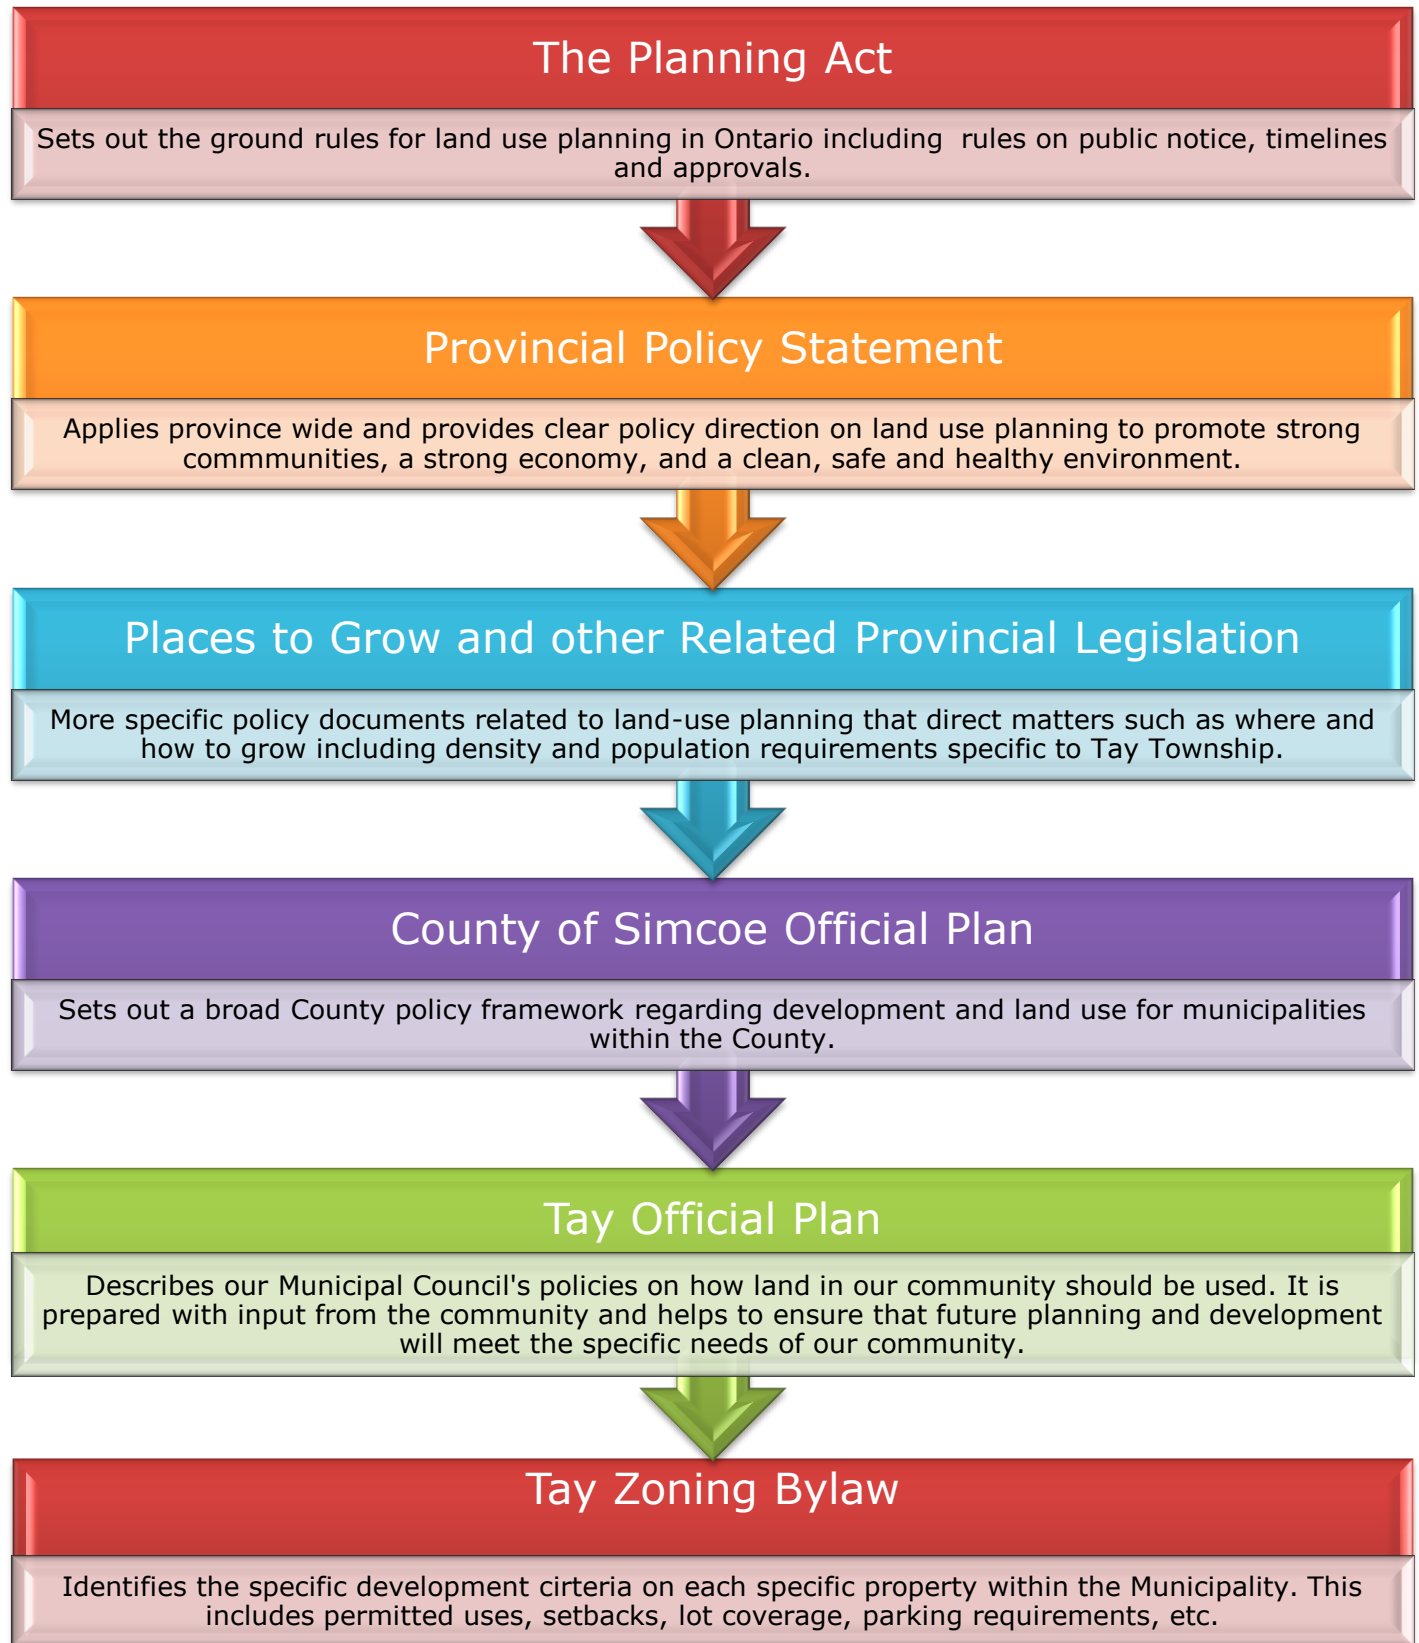 The Planning Act
Sets out the ground rules for land use planning in Ontario including  rules on public notice, timelines
and approvals.
Provincial Policy Statement
Applies province wide and provides clear policy direction on land use planning to promote strong
commmunities, a strong economy, and a clean, safe and healthy environment.
Places to Grow and other Related Provincial Legislation
More specific policy documents related to land-use planning that direct matters such as where and
how to grow including density and population requirements specific to Tay Township.
County of Simcoe Official Plan
Sets out a broad County policy framework regarding development and land use for municipalities
within the County.
Tay Official Plan
Describes our Municipal Council's policies on how land in our community should be used. It is
prepared with input from the community and helps to ensure that future planning and development
will meet the specific needs of our community.
Tay Zoning Bylaw
Identifies the specific development cirteria on each specific property within the Municipality. This
includes permitted uses, setbacks, lot coverage, parking requirements, etc.